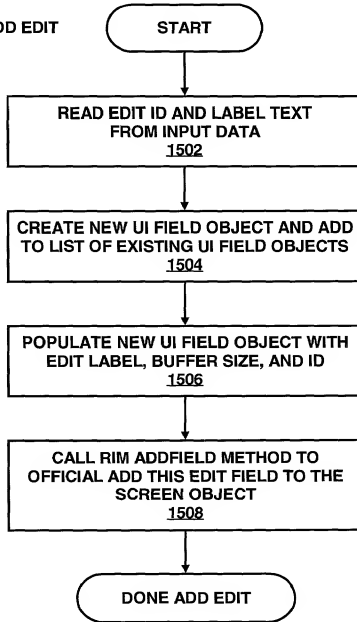 ADD EDIT
START
READ EDIT ID AND LABEL TEXT
FROM INPUT DATA
1502
CREATE NEW UI FIELD OBJECT AND ADD
TO LIST OF EXISTING UI FIELD OBJECTS
1504
POPULATE NEW UI FIELD OBJECT WITH
EDIT LABEL, BUFFER SIZE, AND ID
1506
CALL RIM ADDFIELD METHOD TO
OFFICIAL ADD THIS EDIT FIELD TO THE
SCREEN OBJECT
1508
DONE ADD EDIT